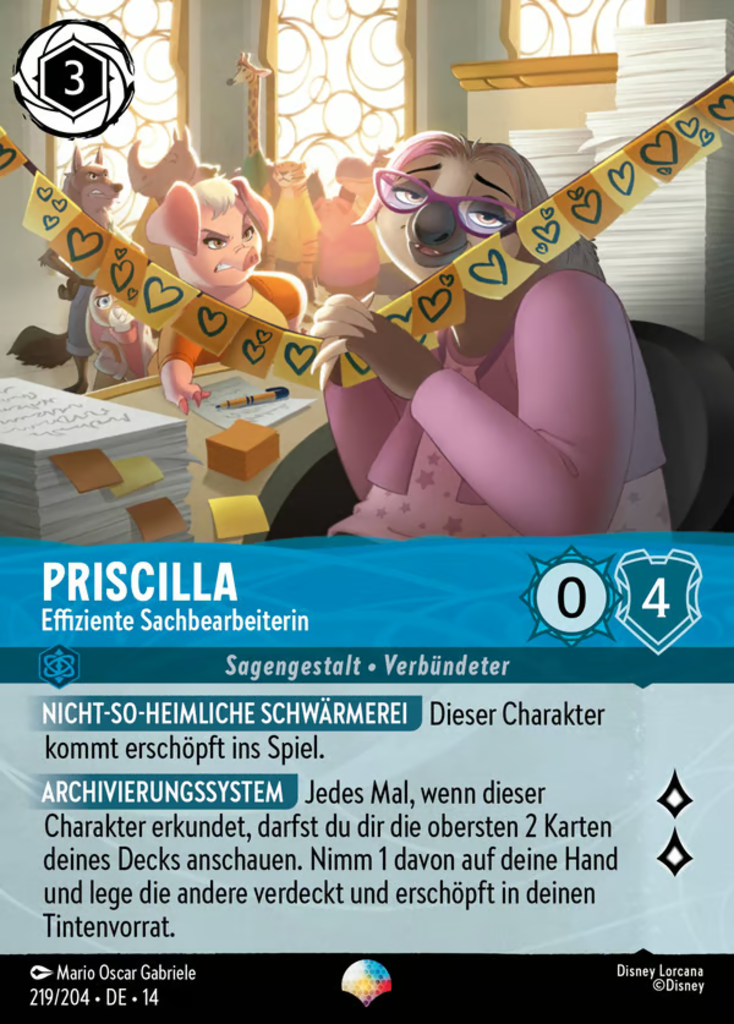 3
PRISCILLA
Effiziente Sachbearbeiterin
0
4
Sagengestalt • Verbündeter
NICHT-SO-HEIMLICHE SCHWÄRMEREI Dieser Charakter
kommt erschöpft ins Spiel.
ARCHIVIERUNGSSYSTEM Jedes Mal, wenn dieser
Charakter erkundet, darfst du dir die obersten 2 Karten
deines Decks anschauen. Nimm 1 davon auf deine Hand
und lege die andere verdeckt und erschöpft in deinen
Tintenvorrat.
Mario Oscar Gabriele
219/204 • DE • 14
Disney Lorcana
©Disney